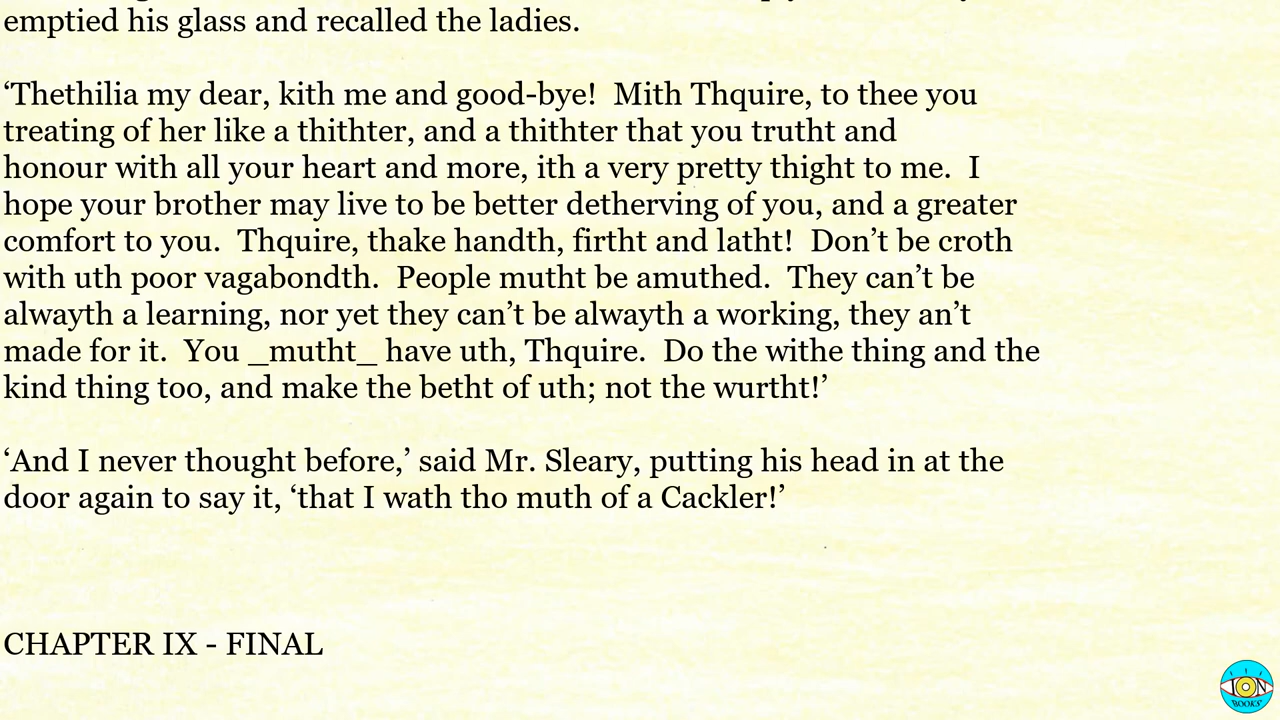 emptied his glass and recalled the ladies.
‘Thethilia my dear, kith me and good-bye!  Mith Thquire, to thee you
treating of her like a thithter, and a thithter that you trutht and
honour with all your heart and more, ith a very pretty thight to me.  I
hope your brother may live to be better detherving of you, and a greater
comfort to you.  Thquire, thake handth, firtht and latht!  Don’t be croth
with uth poor vagabondth.  People mutht be amuthed.  They can’t be
alwayth a learning, nor yet they can’t be alwayth a working, they an’t
made for it.  You _mutht_ have uth, Thquire.  Do the withe thing and the
kind thing too, and make the betht of uth; not the wurtht!’
‘And I never thought before,’ said Mr. Sleary, putting his head in at the
door again to say it, ‘that I wath tho muth of a Cackler!’
CHAPTER IX - FINAL
ION
BOOKS